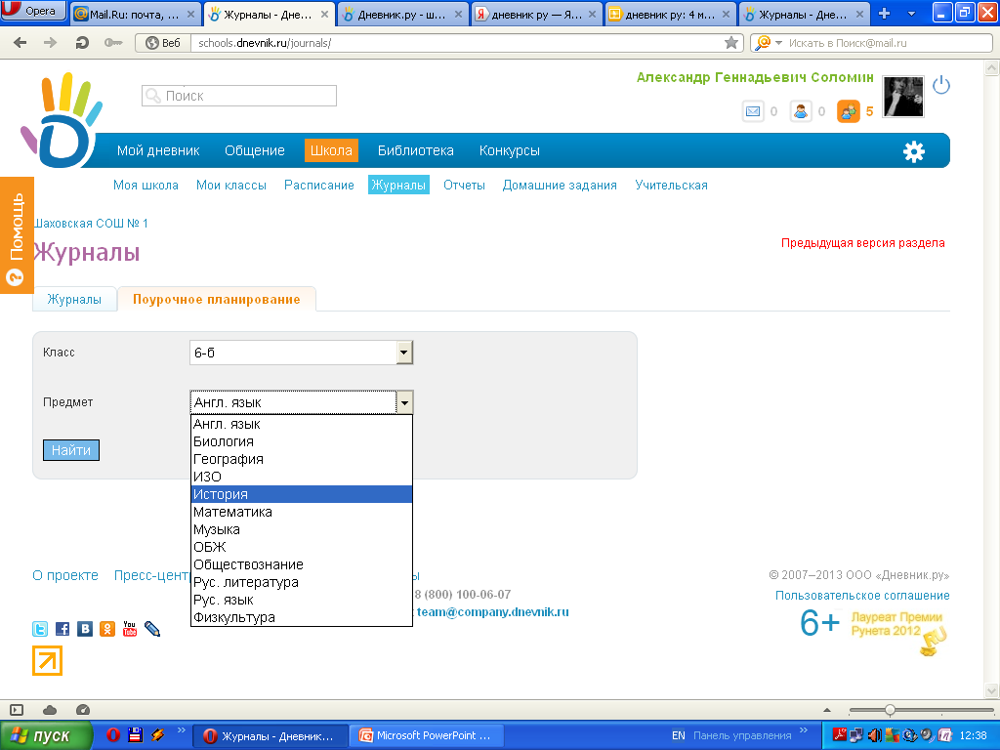 Opera
Mail.Ru: почта, ...
Журналы - Дне...
Дневник.ру - ш...
дневник ру — Я...
дневник ру: 4 м...
Журналы - Дне...
Веб
schools.dnevnik.ru/journals/
Искать в Поиск@mail.ru
Александр Геннадьевич Соломин
Поиск
0
0
5
Мой дневник
Общение
Школа
Библиотека
Конкурсы
Моя школа
Мои классы
Расписание
Журналы
Отчеты
Домашние задания
Учительская
Помощь
Шаховская СОШ № 1
Журналы
Предыдущая версия раздела
Журналы
Поурочное планирование
Класс
6-б
Предмет
Англ. язык
Найти
Англ. язык
Биология
География
ИЗО
История
Математика
Музыка
ОБЖ
Обществознание
Рус. литература
Рус. язык
Физкультура
О проекте
Пресс-центр
8 (800) 100-06-07
team@company.dnevnik.ru
© 2007–2013 ООО «Дневник.ру»
Пользовательское соглашение
6+
Лауреат Премии
Рунета 2012
You
Tube
пуск
Журналы - Дневник...
Microsoft PowerPoint ...
EN
Панель управления
12:38